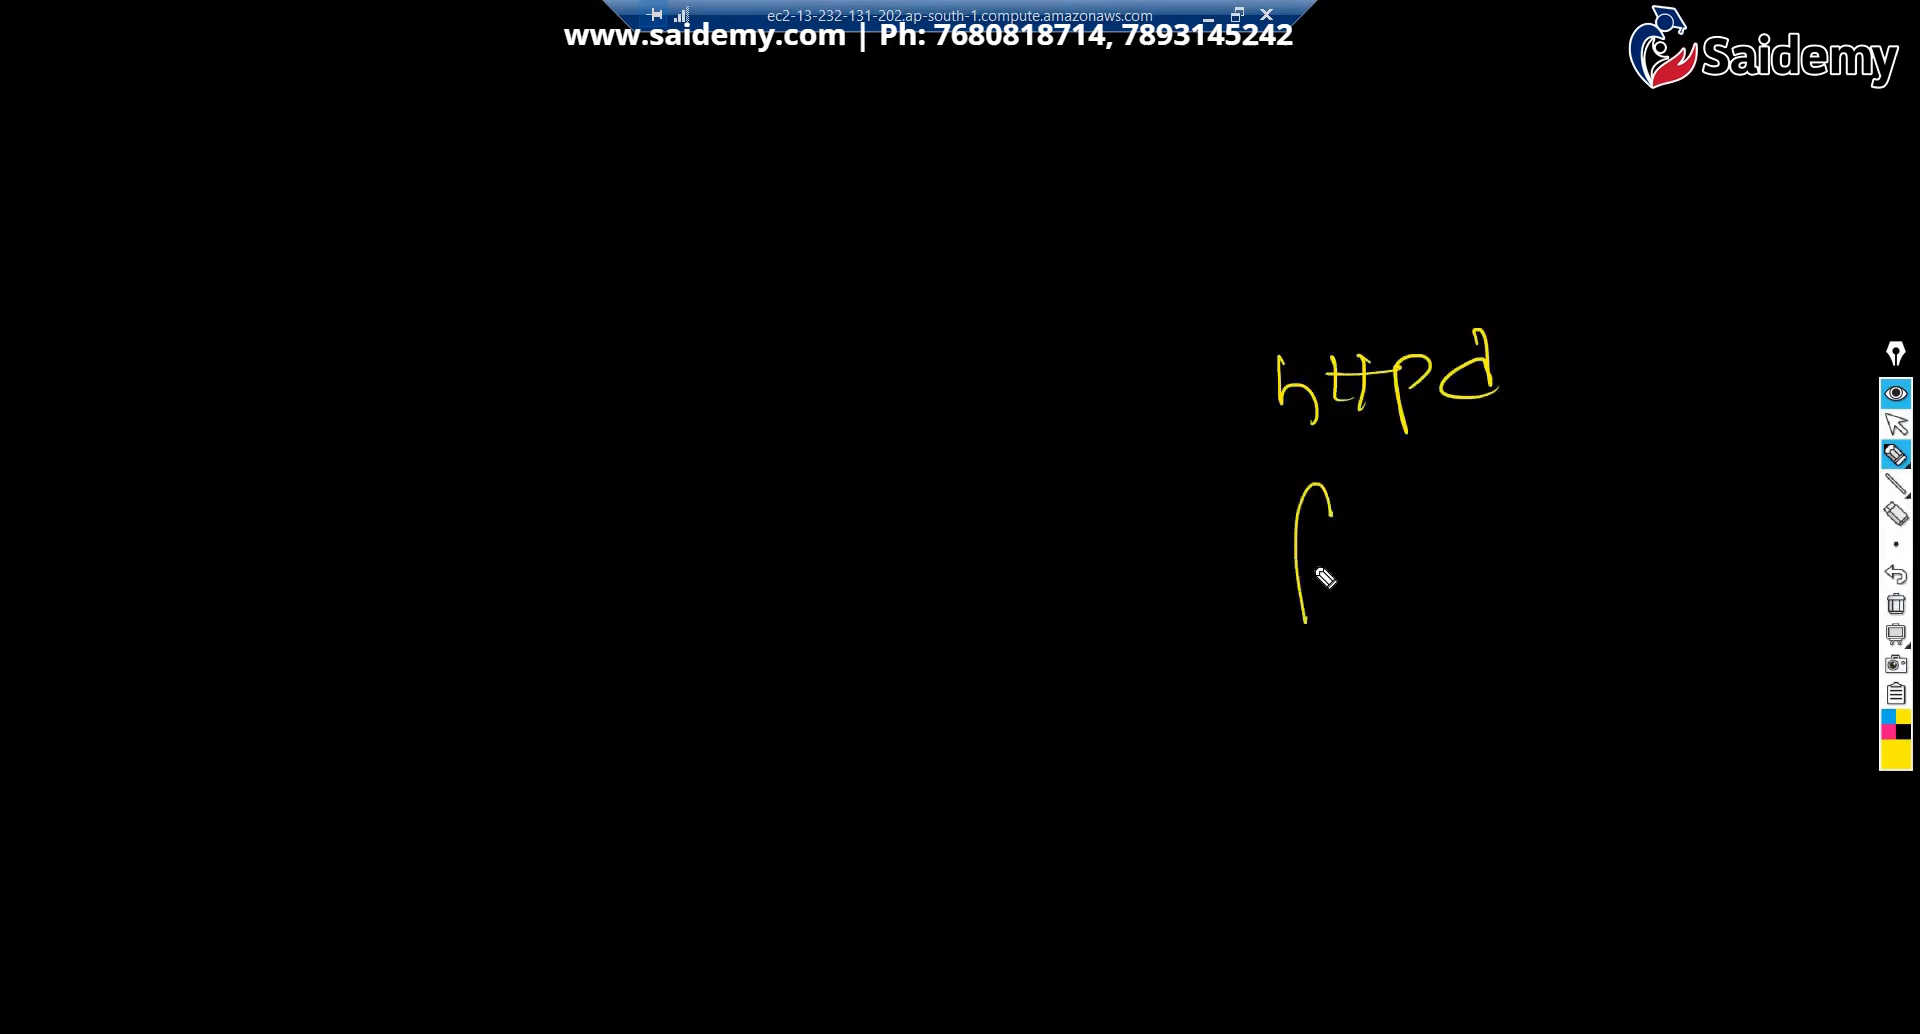 ec2-13-232-131-202.ap-south-1.compute.amazonaws.com
www.saidemy.com | Ph: 7680818714, 7893145242
Saidemy
httpd